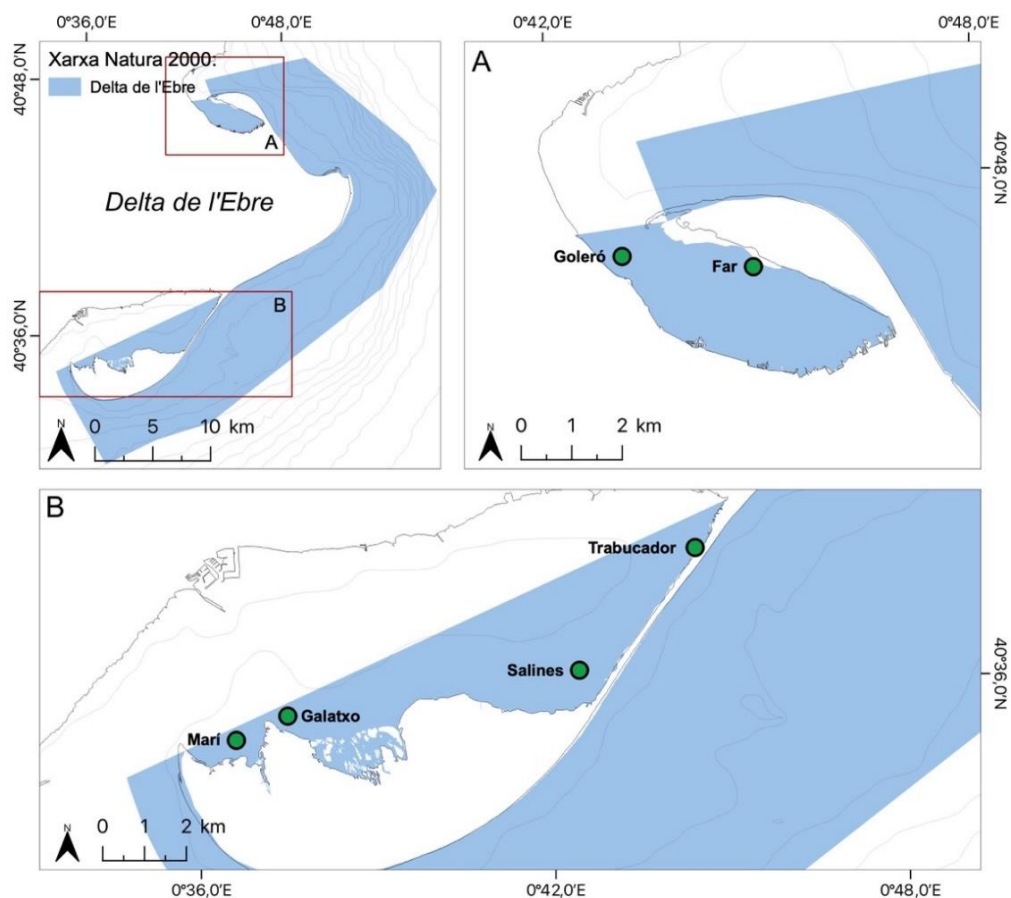 0°36,0'E
0°48,0'E
40°48,0'N
40°36,0'N
Xarxa Natura 2000:
Delta de l'Ebre
A
Delta de l'Ebre
B
N
0 5 10 km
0°42,0'E
0°48,0'E
A
40°48,0'N
Goleró
Far
N
0 1 2 km
B
Trabucador
Salines
Galatxo
Marí
40°36,0'N
N
0 1 2 km
0°36,0'E
0°42,0'E
0°48,0'E